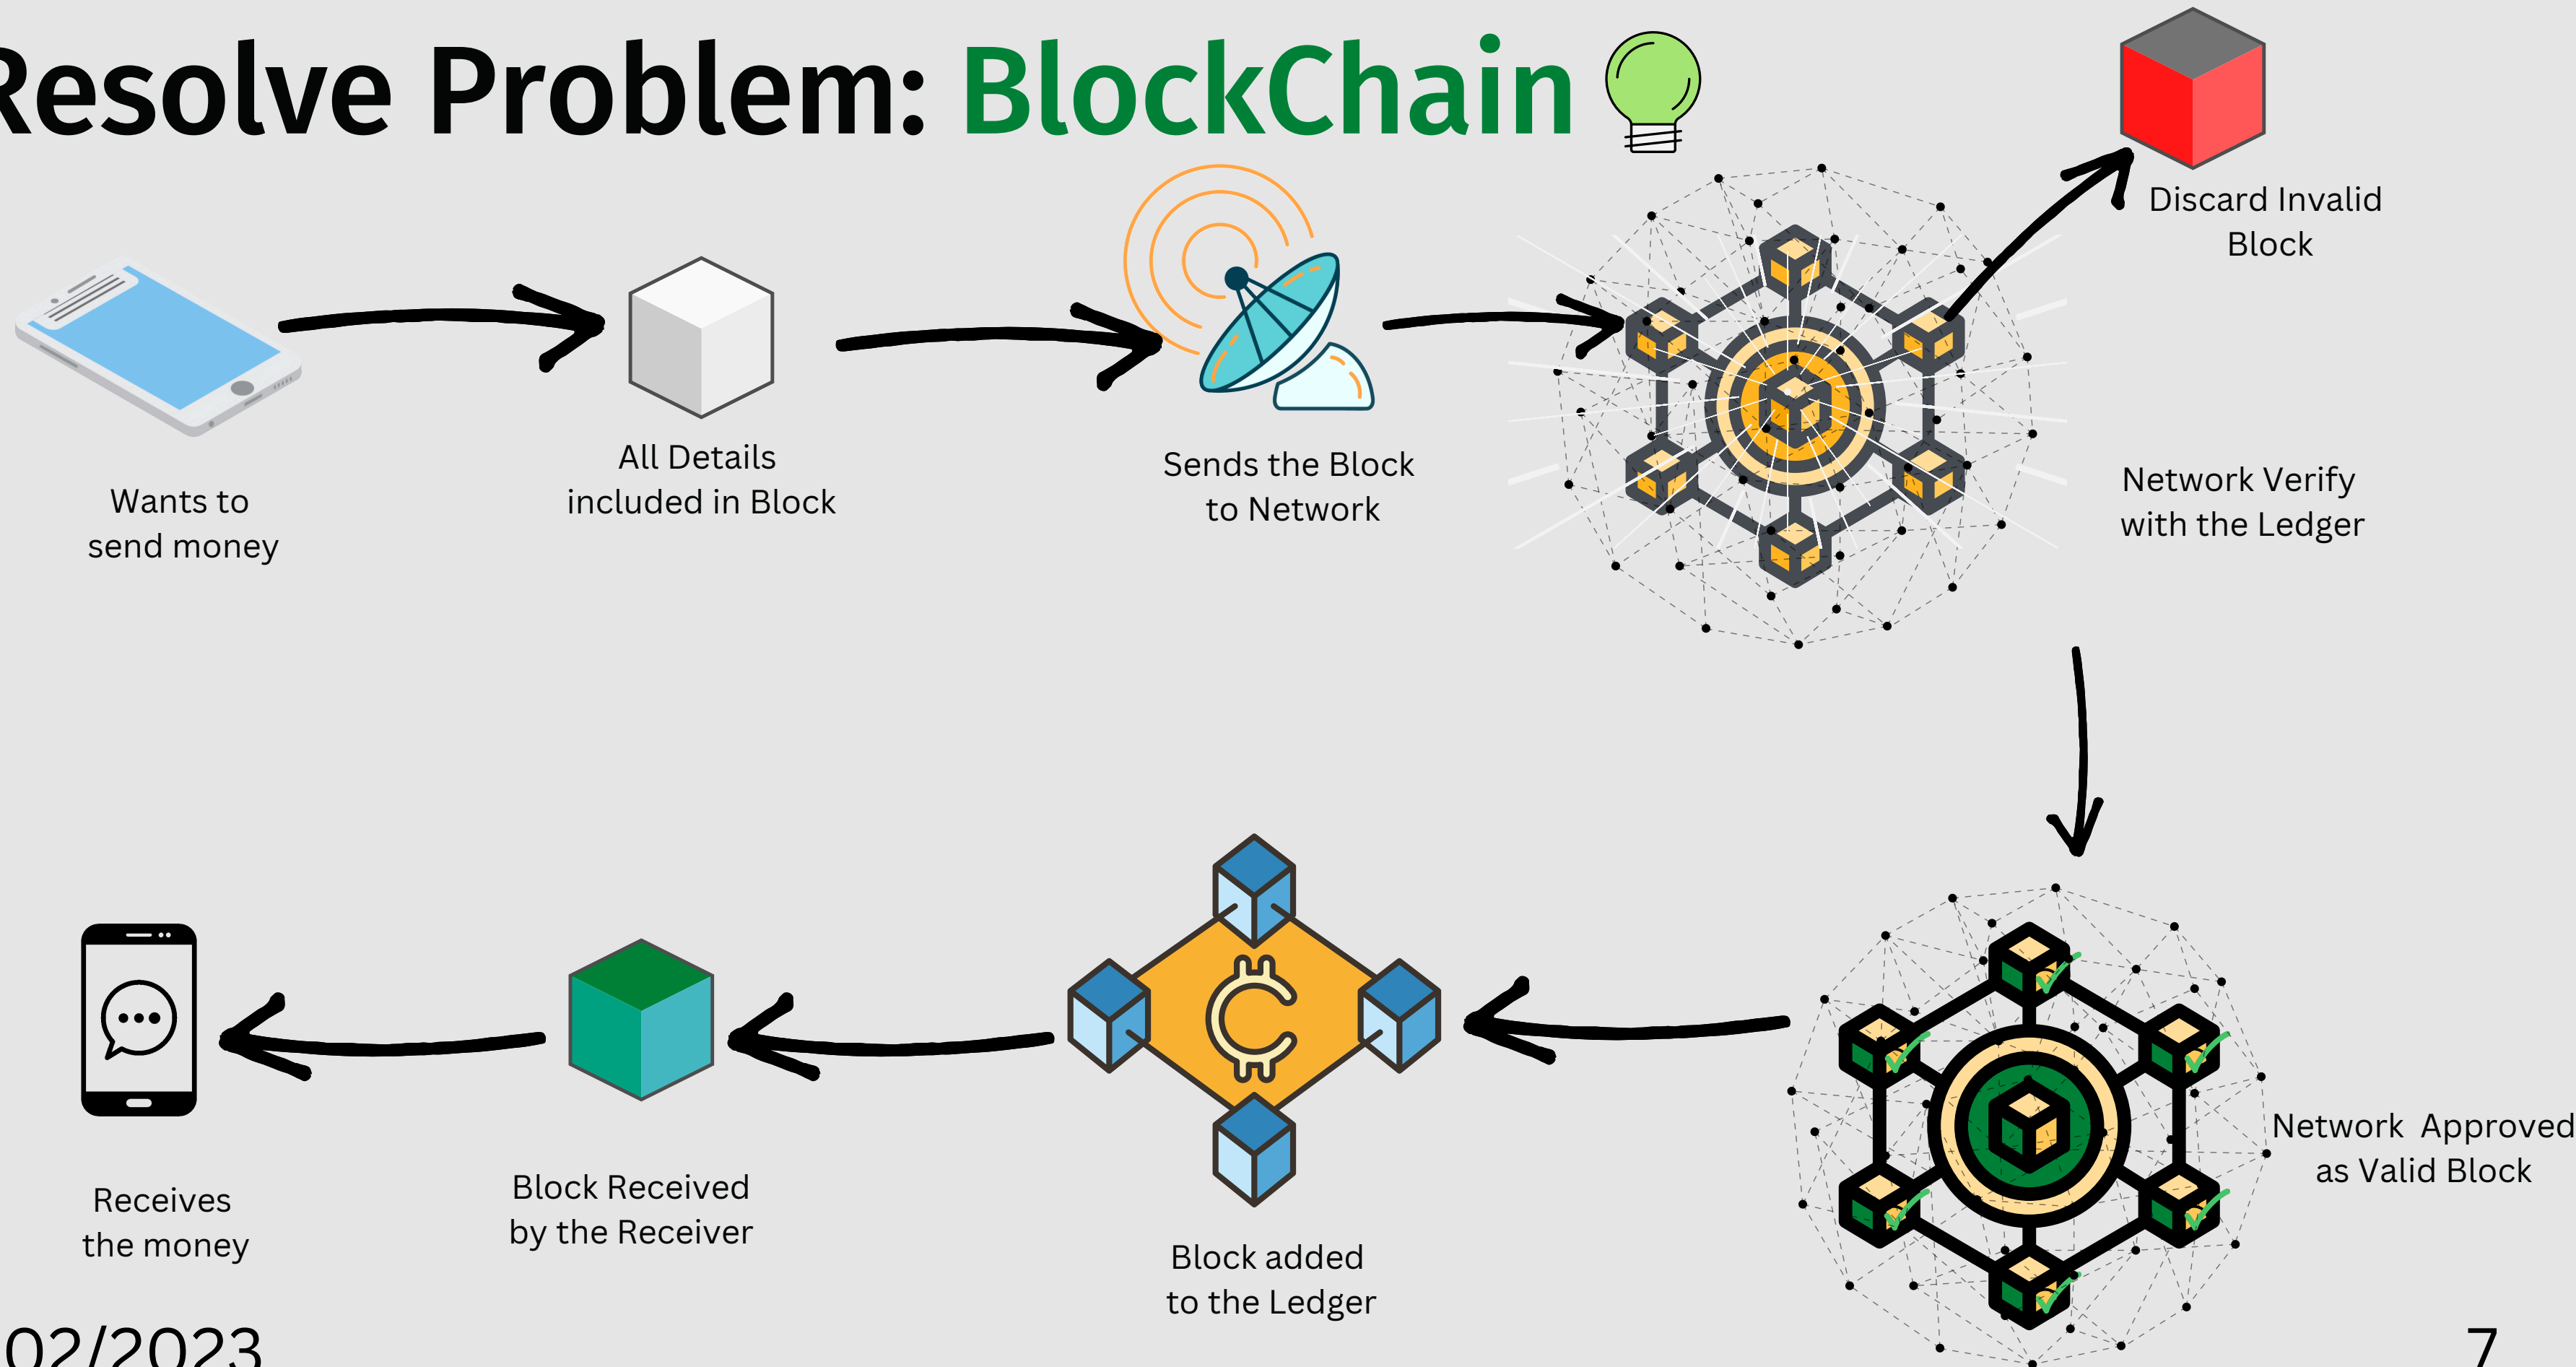 Resolve Problem: BlockChain
Discard Invalid
Block
Wants to
send money
All Details
included in Block
Sends the Block
to Network
Network Verify
with the Ledger
Network Approved
as Valid Block
Block added
to the Ledger
Block Received
by the Receiver
Receives
the money
02/2023
7